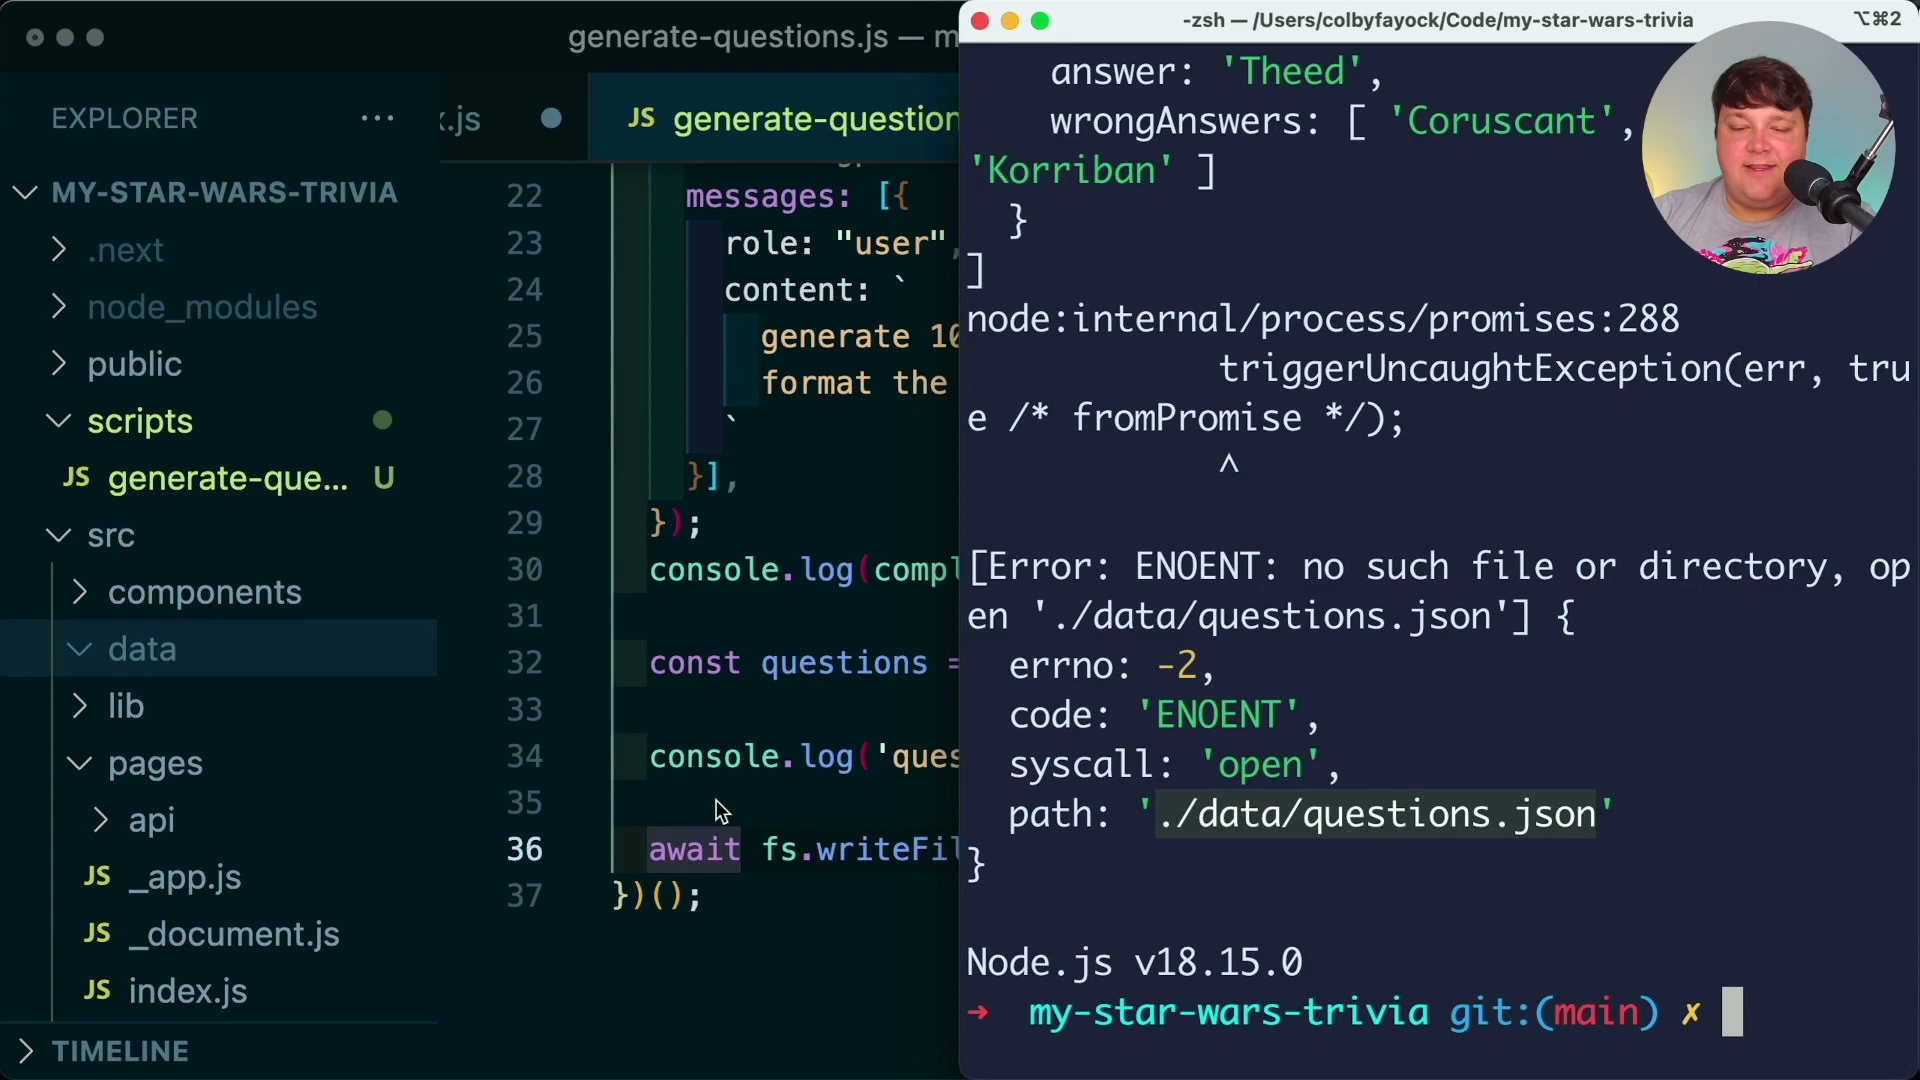 generate-questions.js — m
EXPLORER
MY-STAR-WARS-TRIVIA
.next
node_modules
public
scripts
JS generate-que... U
src
components
data
lib
pages
api
JS _app.js
JS _document.js
JS index.js
TIMELINE
.js
JS generate-question
22 messages: [{
23 role: "user",
24 content: `
25 generate 10
26 format the
27 `
28 }],
29 });
30 console.log(compl
31
32 const questions =
33
34 console.log('ques
35
36 await fs.writeFil
37 })();
-zsh — /Users/colbyfayock/Code/my-star-wars-trivia
⌥⌘2
answer: 'Theed',
wrongAnswers: [ 'Coruscant',
'Korriban' ]
}
]
node:internal/process/promises:288
triggerUncaughtException(err, tru
e /* fromPromise */);
^
[Error: ENOENT: no such file or directory, op
en './data/questions.json'] {
errno: -2,
code: 'ENOENT',
syscall: 'open',
path: './data/questions.json'
}
Node.js v18.15.0
➜ my-star-wars-trivia git:(main) ✗